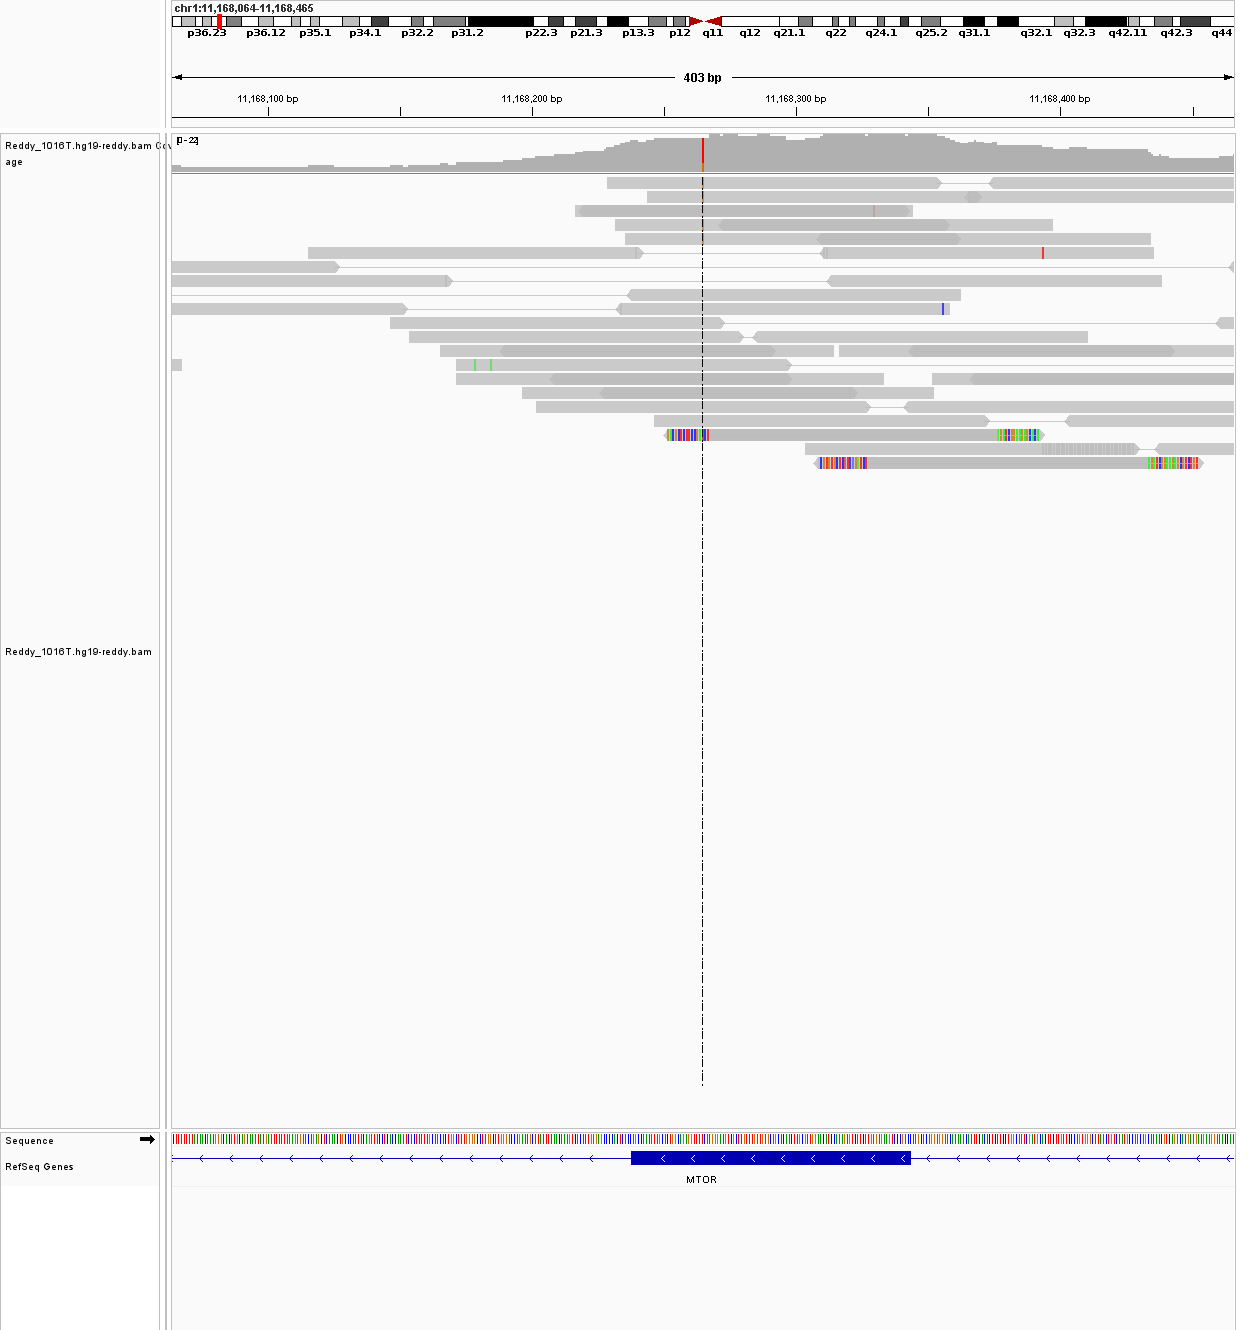 chr1:11,168,064-11,168,465
p36.23 p36.12 p35.1 p34.1 p32.2 p31.2 p22.3 p21.3 p13.3 p12 q11 q12 q21.1 q22 q24.1 q25.2 q31.1 q32.1 q32.3 q42.11 q42.3 q44
403 bp
11,168,100 bp 11,168,200 bp 11,168,300 bp 11,168,400 bp
[0-22]
Reddy_1016T.hg19-reddy.bam Cov
age
Reddy_1016T.hg19-reddy.bam
Sequence
RefSeq Genes
MTOR